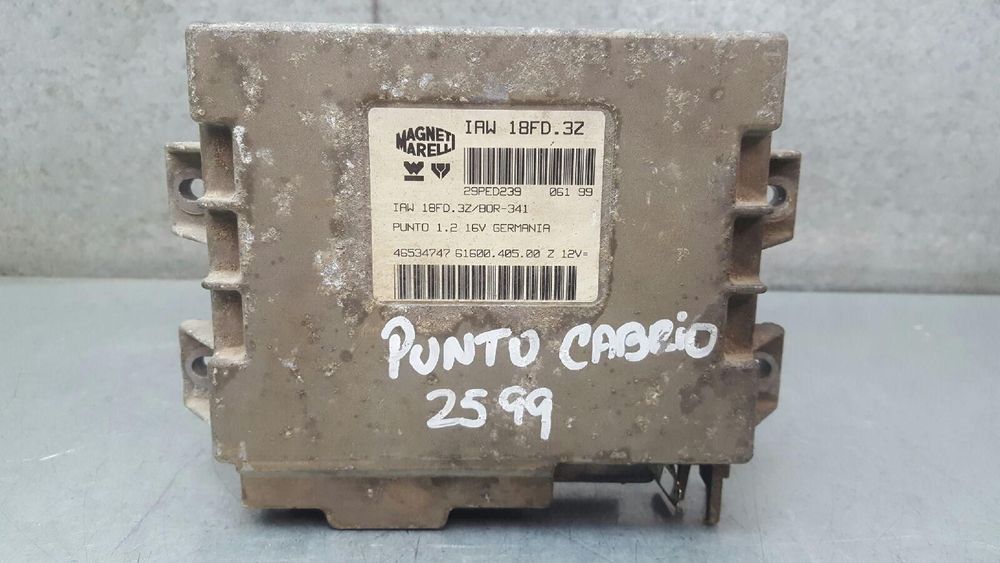 MAGNETI
MARELLI
IAW 18FD.3Z
29PED239 061 99
IAW 18FD.3Z/BOR-341
PUNTO 1.2 16V GERMANIA
46534747 61600.405.00 Z 12V=
PUNTO CABRIO
2599